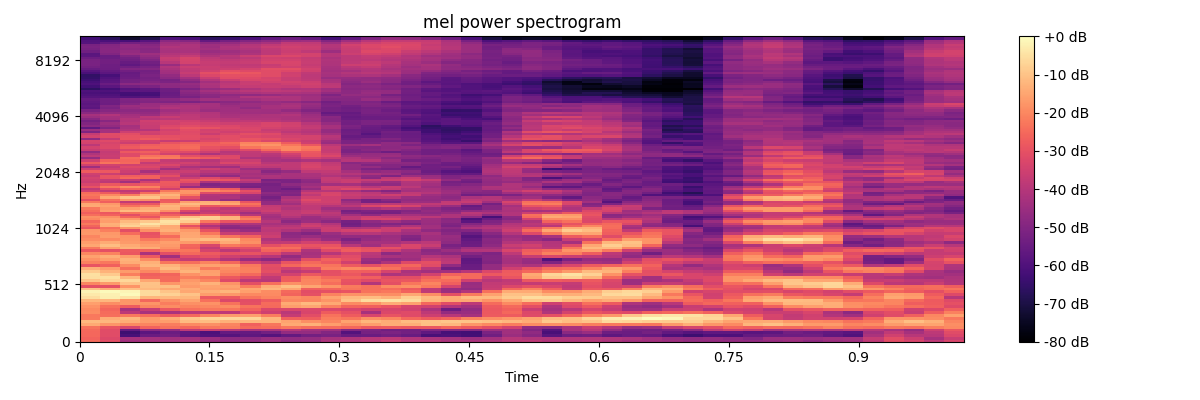 mel power spectrogram
8192
4096
2048
1024
512
0
Hz
0 0.15 0.3 0.45 0.6 0.75 0.9
Time
+0 dB
-10 dB
-20 dB
-30 dB
-40 dB
-50 dB
-60 dB
-70 dB
-80 dB